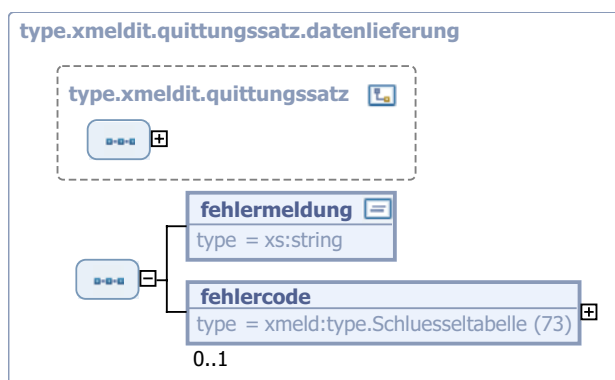 type.xmeldit.quittungssatz.datenlieferung
type.xmeldit.quittungssatz
fehlermeldung
type = xs:string
fehlercode
type = xmeld:type.Schluesseltabelle (73)
0..1